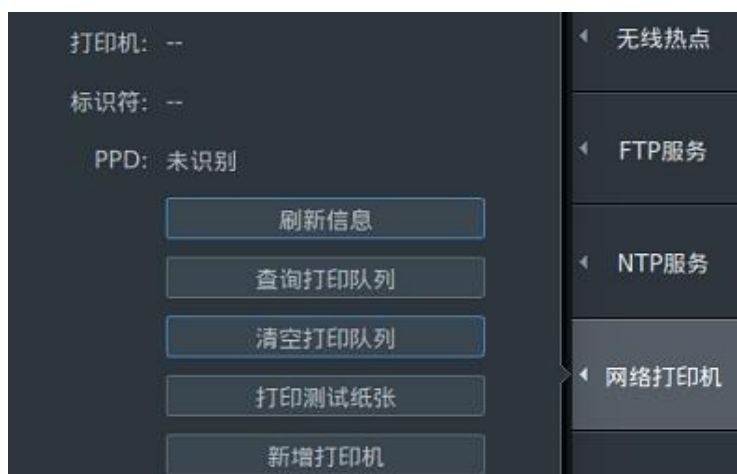 打印机: --
标识符: --
PPD: 未识别
刷新信息
查询打印队列
清空打印队列
打印测试纸张
新增打印机
无线热点
FTP服务
NTP服务
网络打印机